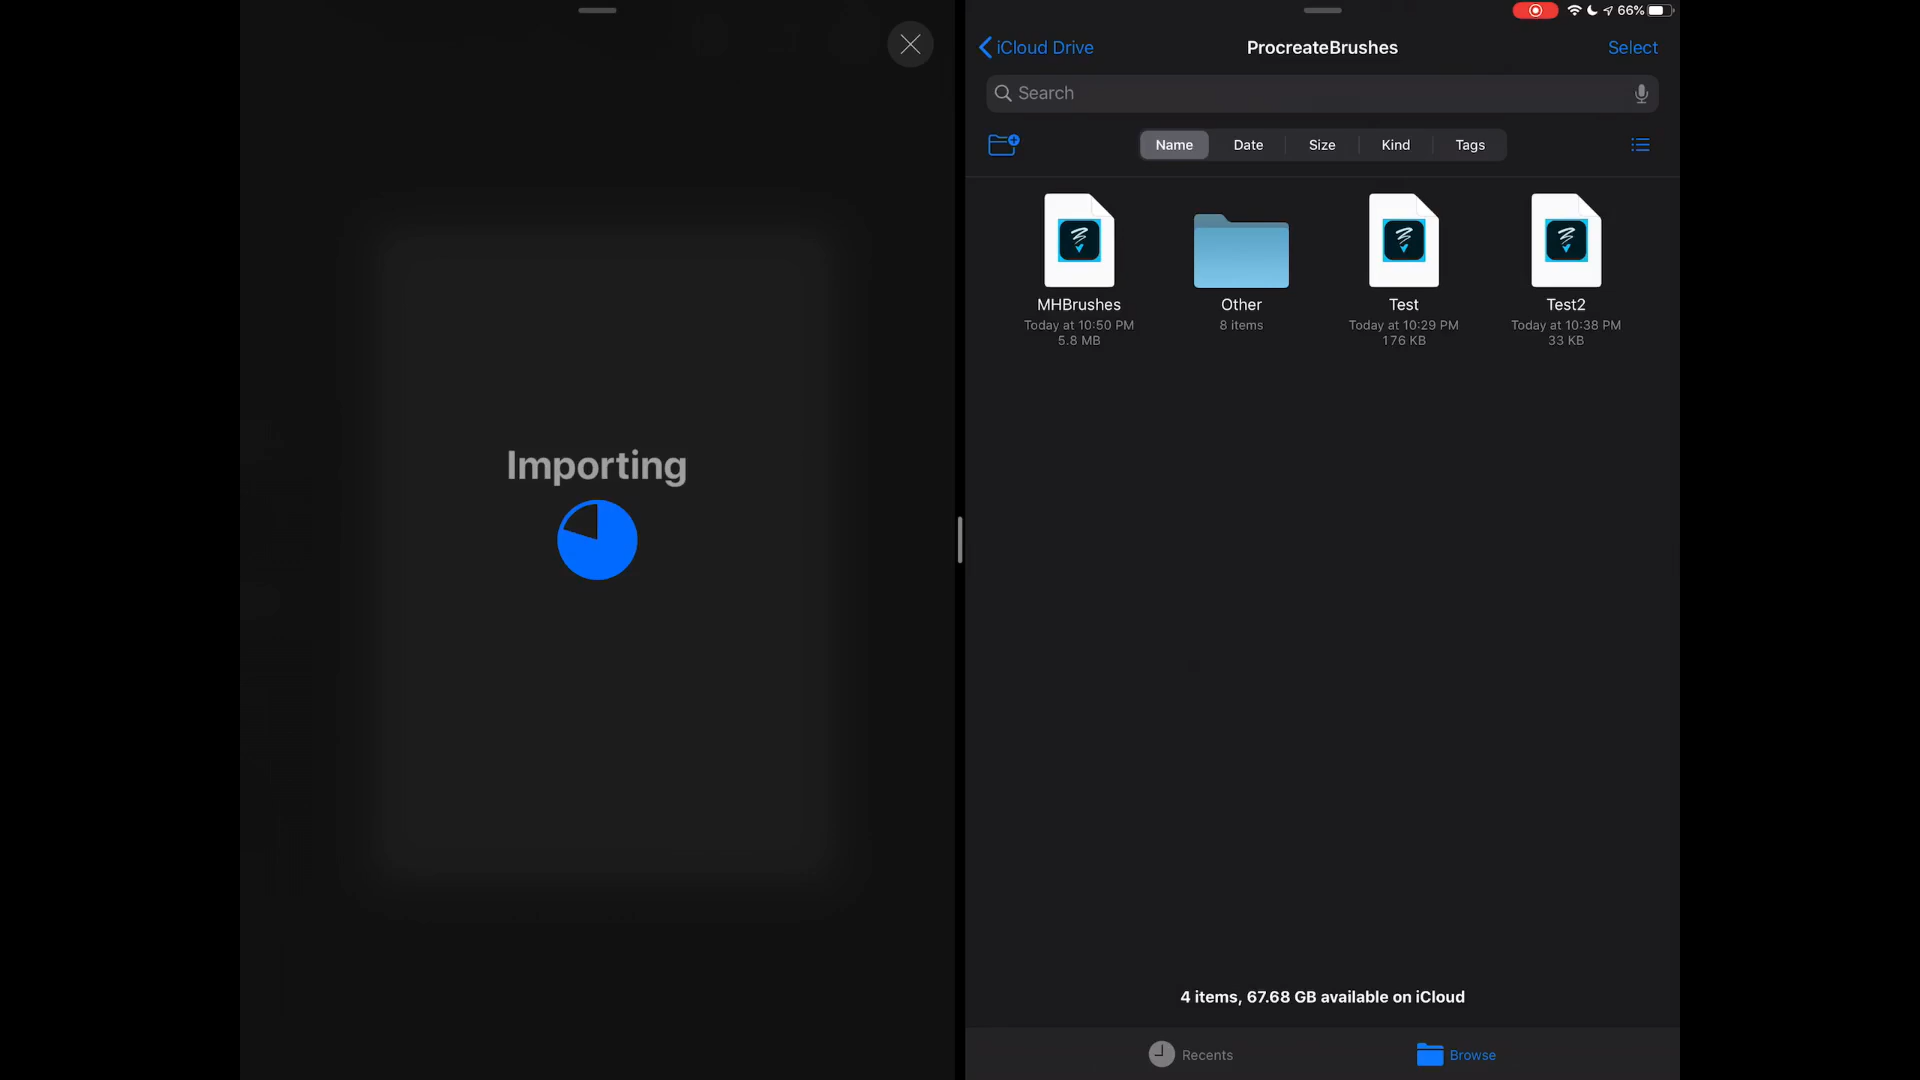 Importing
66%
iCloud Drive
ProcreateBrushes
Select
Search
Name
Date
Size
Kind
Tags
MHBrushes
Today at 10:50 PM
5.8 MB
Other
8 items
Test
Today at 10:29 PM
176 KB
Test2
Today at 10:38 PM
33 KB
4 items, 67.68 GB available on iCloud
Recents
Browse